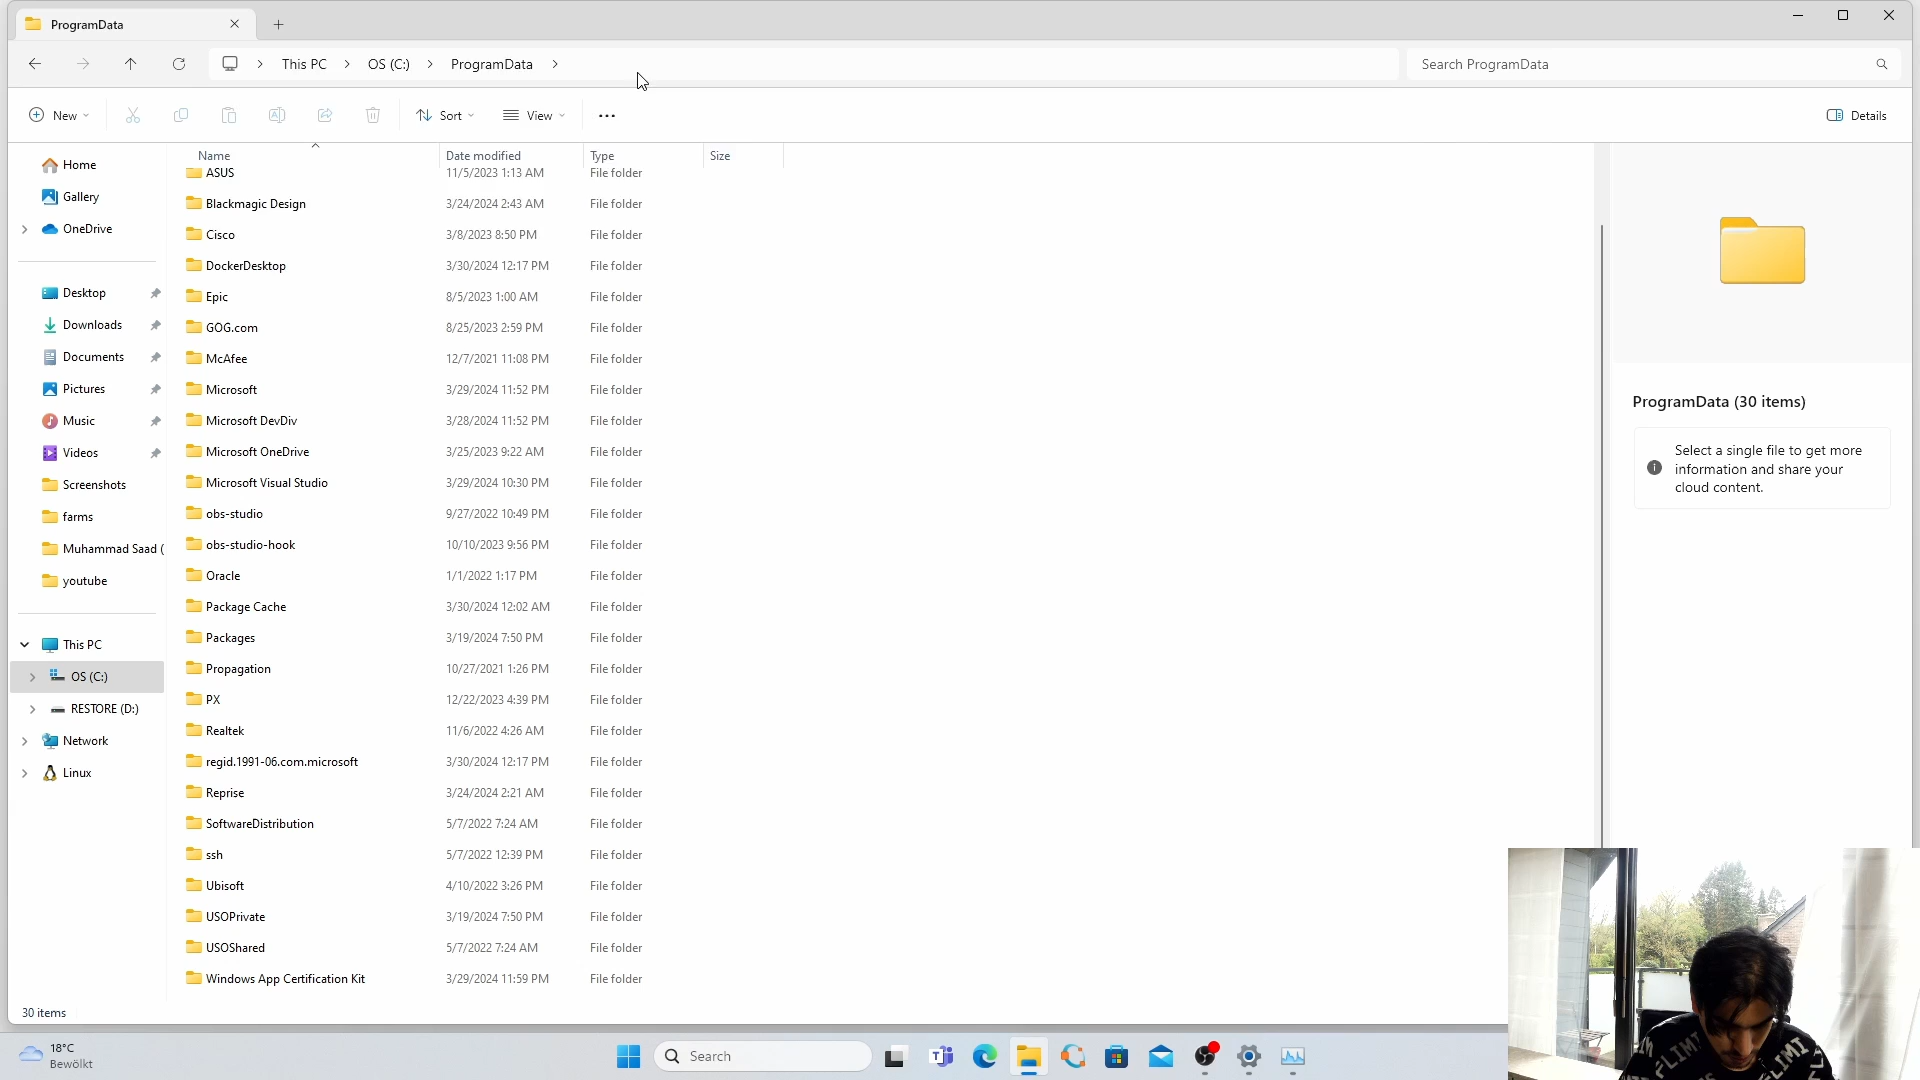 ProgramData
This PC
OS (C:)
ProgramData
Search ProgramData
New
Sort
View
Details
Home
Gallery
OneDrive
Desktop
Downloads
Documents
Pictures
Music
Videos
Screenshots
farms
Muhammad Saad (
youtube
This PC
OS (C:)
RESTORE (D:)
Network
Linux
Name Date modified Type Size
ASUS 11/5/2023 1:13 AM File folder
Blackmagic Design 3/24/2024 2:43 AM File folder
Cisco 3/8/2023 8:50 PM File folder
DockerDesktop 3/30/2024 12:17 PM File folder
Epic 8/5/2023 1:00 AM File folder
GOG.com 8/25/2023 2:59 PM File folder
McAfee 12/7/2021 11:08 PM File folder
Microsoft 3/29/2024 11:52 PM File folder
Microsoft DevDiv 3/28/2024 11:52 PM File folder
Microsoft OneDrive 3/25/2023 9:22 AM File folder
Microsoft Visual Studio 3/29/2024 10:30 PM File folder
obs-studio 9/27/2022 10:49 PM File folder
obs-studio-hook 10/10/2023 9:56 PM File folder
Oracle 1/1/2022 1:17 PM File folder
Package Cache 3/30/2024 12:02 AM File folder
Packages 3/19/2024 7:50 PM File folder
Propagation 10/27/2021 1:26 PM File folder
PX 12/22/2023 4:39 PM File folder
Realtek 11/6/2022 4:26 AM File folder
regid.1991-06.com.microsoft 3/30/2024 12:17 PM File folder
Reprise 3/24/2024 2:21 AM File folder
SoftwareDistribution 5/7/2022 7:24 AM File folder
ssh 5/7/2022 12:39 PM File folder
Ubisoft 4/10/2022 3:26 PM File folder
USOPrivate 3/19/2024 7:50 PM File folder
USOShared 5/7/2022 7:24 AM File folder
Windows App Certification Kit 3/29/2024 11:59 PM File folder
ProgramData (30 items)
Select a single file to get more
information and share your
cloud content.
30 items
18°C
Bewölkt
Search